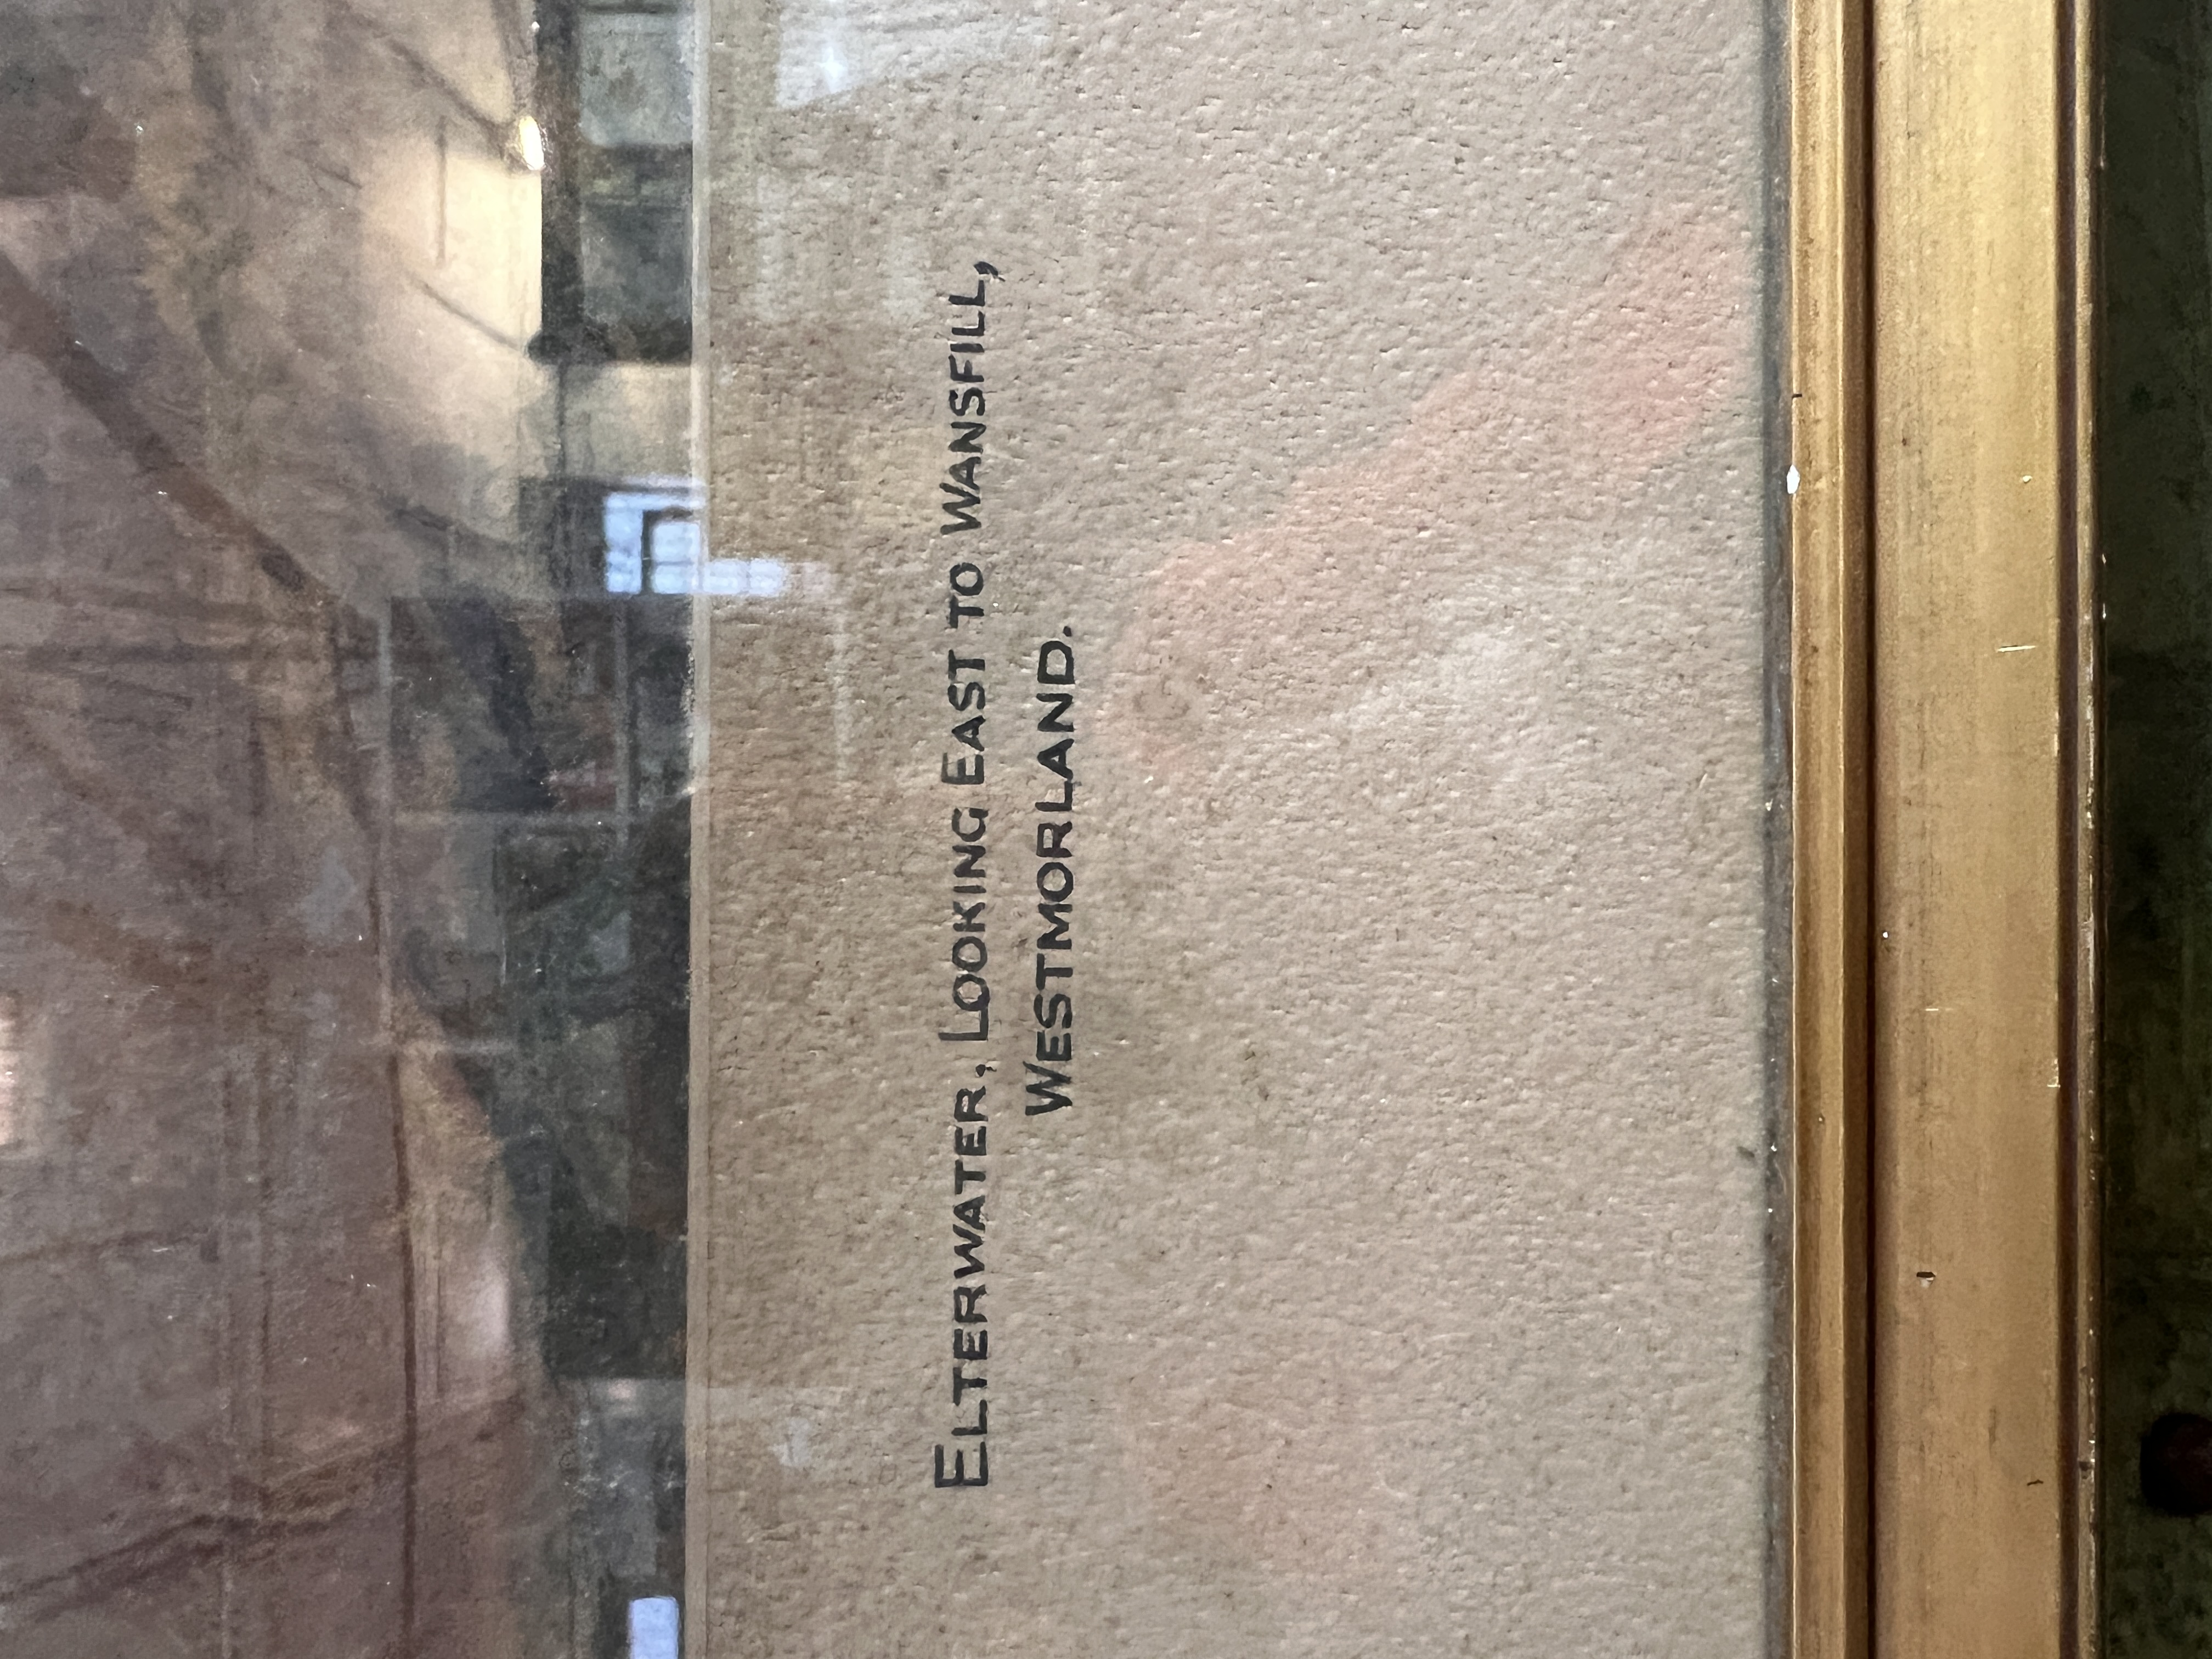 ELTERWATER, LOOKING EAST TO WANSFILL,
WESTMORLAND.